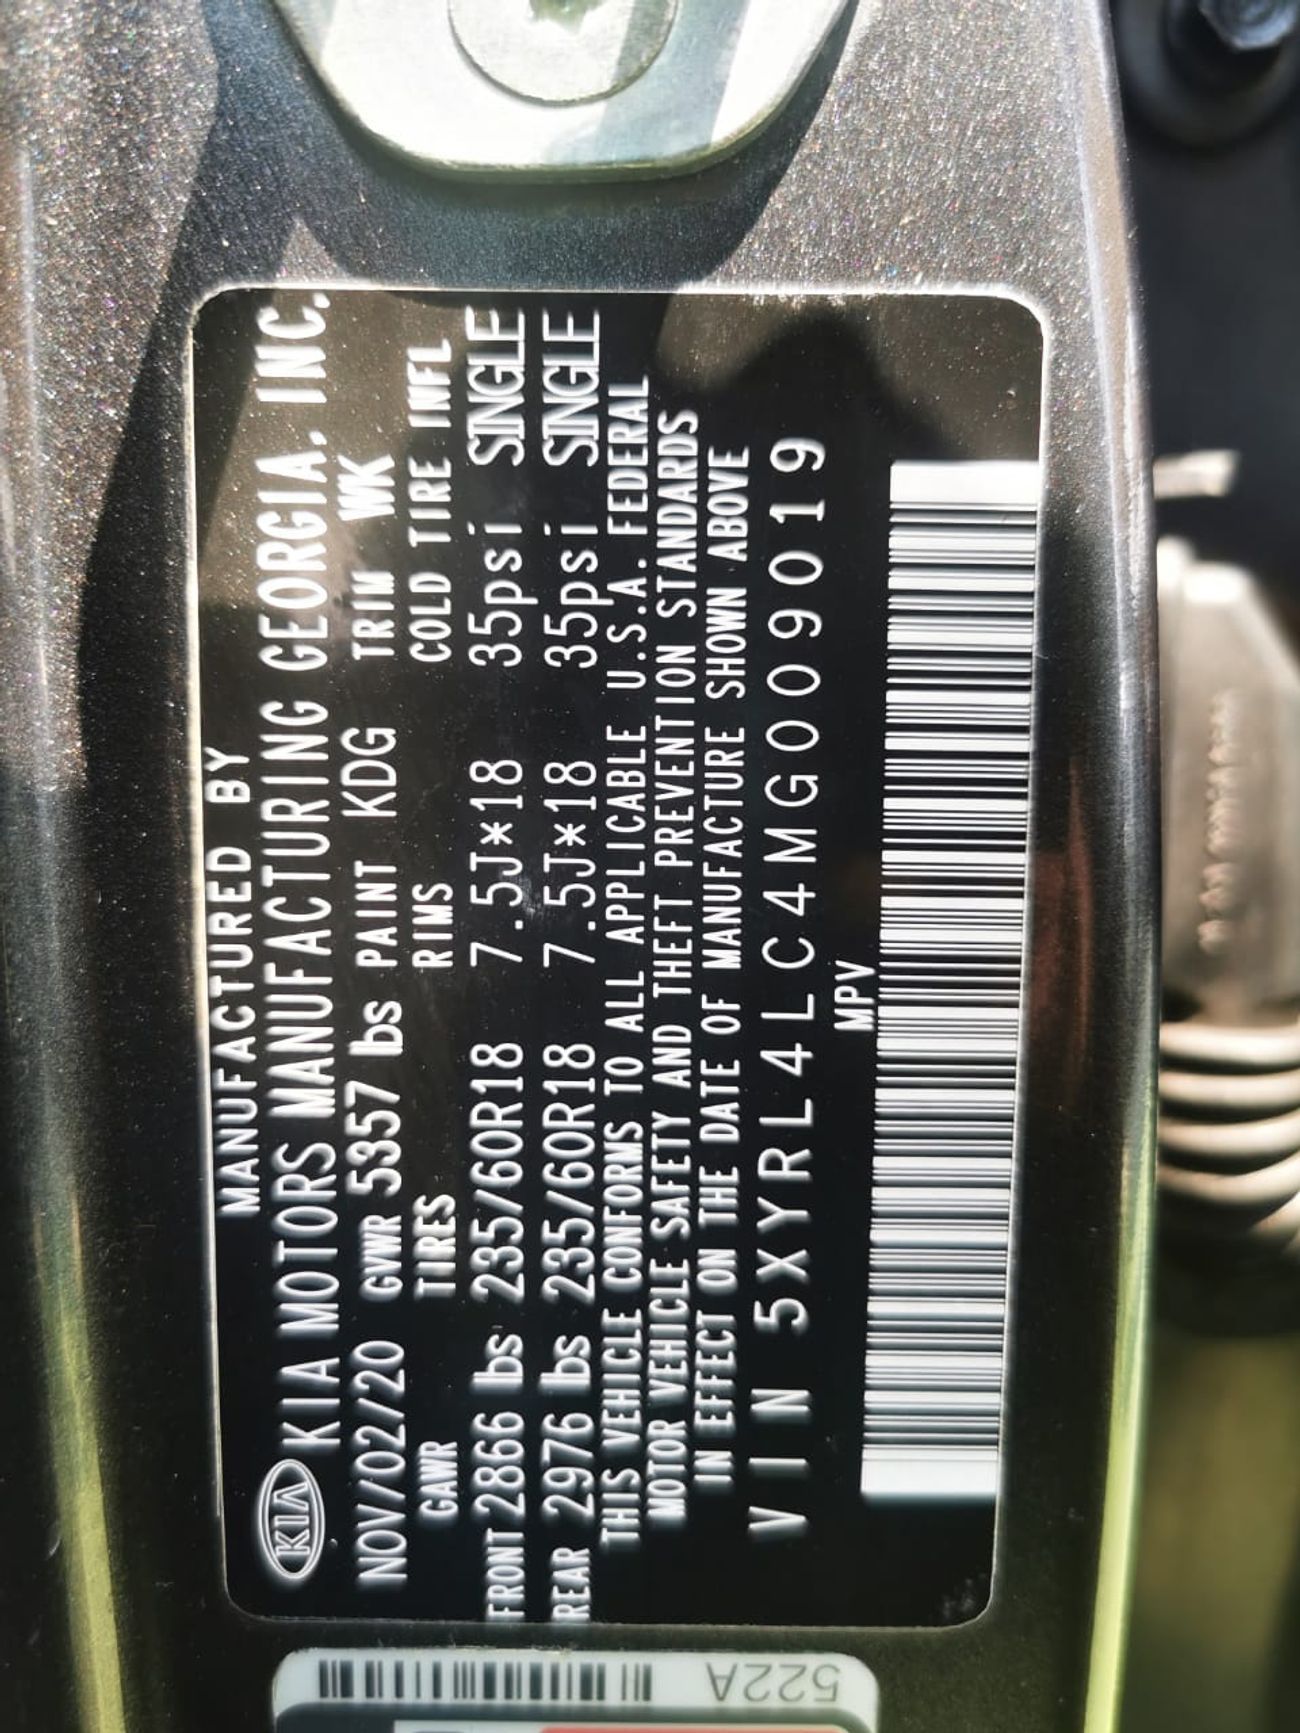 MANUFACTURED BY
KIA KIA MOTORS MANUFACTURING GEORGIA. INC.
NOV/02/20 GVWR 5357 lbs PAINT KDG TRIM WK
GAWR TIRES RIMS COLD TIRE INFL
FRONT 2866 lbs 235/60R18 7.5J*18 35psi SINGLE
REAR 2976 lbs 235/60R18 7.5J*18 35psi SINGLE
THIS VEHICLE CONFORMS TO ALL APPLICABLE U.S.A. FEDERAL
MOTOR VEHICLE SAFETY AND THEFT PREVENTION STANDARDS
IN EFFECT ON THE DATE OF MANUFACTURE SHOWN ABOVE
VIN 5XYRL4LC4MG009019
MPV
522A